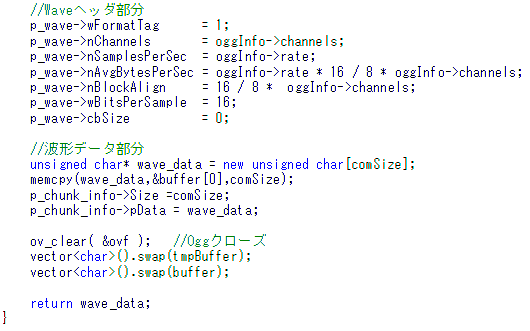 //Waveヘッダ部分
p_wave->wFormatTag      = 1;
p_wave->nChannels       = oggInfo->channels;
p_wave->nSamplesPerSec  = oggInfo->rate;
p_wave->nAvgBytesPerSec = oggInfo->rate * 16 / 8 * oggInfo->channels;
p_wave->nBlockAlign     = 16 / 8 *  oggInfo->channels;
p_wave->wBitsPerSample  = 16;
p_wave->cbSize          = 0;
//波形データ部分
unsigned char* wave_data = new unsigned char[comSize];
memcpy(wave_data,&buffer[0],comSize);
p_chunk_info->Size =comSize;
p_chunk_info->pData = wave_data;
ov_clear( &ovf );   //Oggクローズ
vector<char>().swap(tmpBuffer);
vector<char>().swap(buffer);
return wave_data;
}